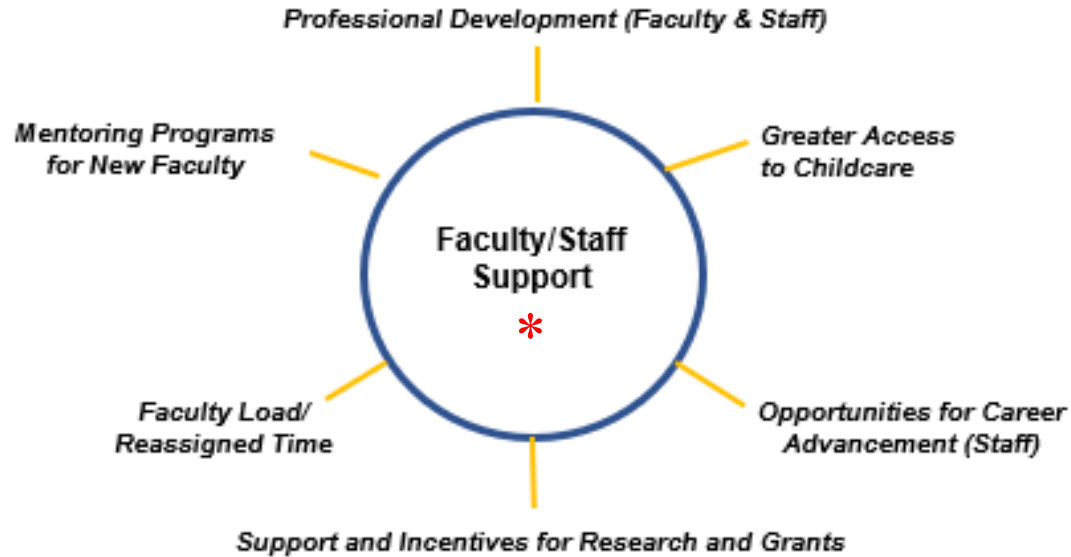 Professional Development (Faculty & Staff)
Mentoring Programs
for New Faculty
Greater Access
to Childcare
Faculty/Staff
Support
*
Faculty Load/
Reassigned Time
Opportunities for Career
Advancement (Staff)
Support and Incentives for Research and Grants